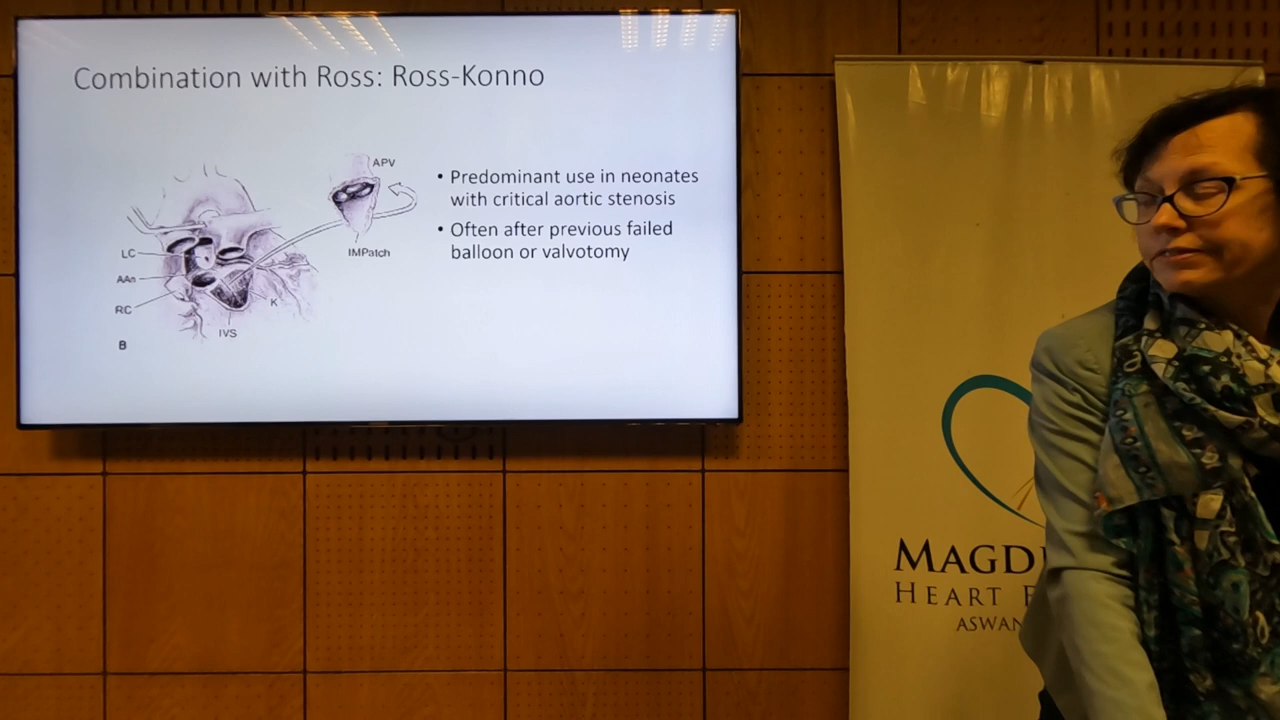 Combination with Ross: Ross-Konno
APV
IMPatch
LC
AAn
RC
K
IVS
B
• Predominant use in neonates
with critical aortic stenosis
• Often after previous failed
balloon or valvotomy
MAGD
HEART F
ASWAN